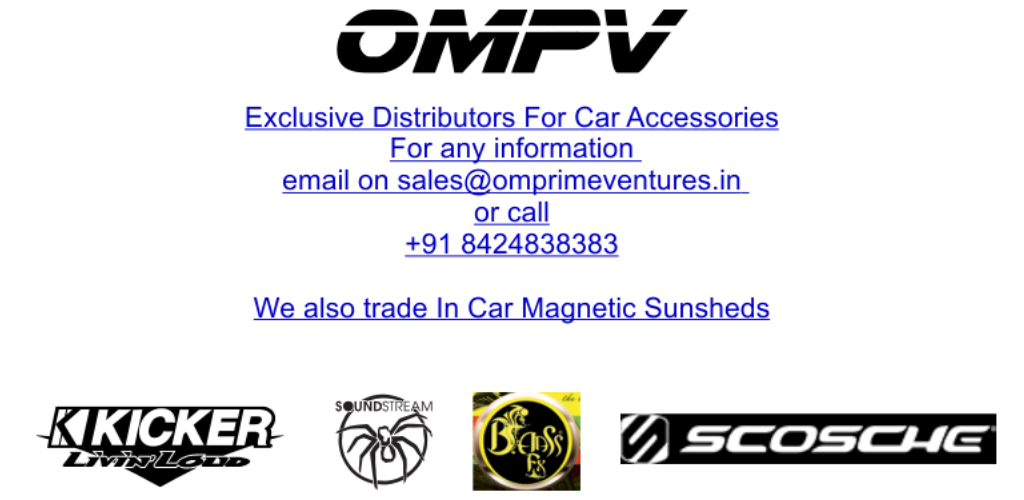 OMPV
Exclusive Distributors For Car Accessories
For any information
email on sales@omprimeventures.in
or call
+91 8424838383
We also trade In Car Magnetic Sunsheds
KICKER
LIVIN' LOUD
SOUNDSTREAM
the
SCOSCHE